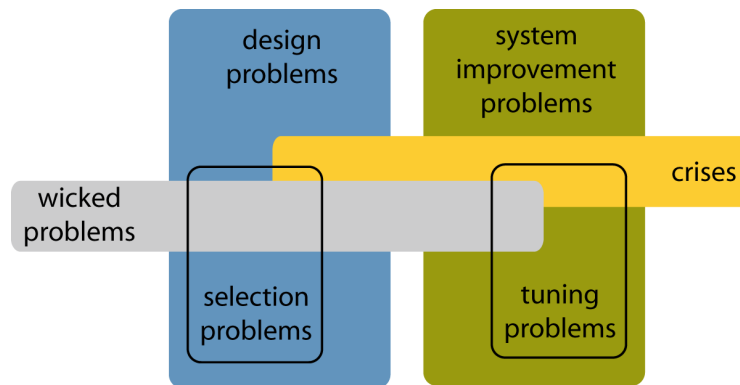 design
problems
system
improvement
problems
crises
wicked
problems
selection
problems
tuning
problems